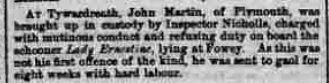 At Tywardreath, John Martin, of Plymouth, was
brought up in custody by Inspector Nicholls, charged
with mutinous conduct and refusing duty on board the
schooner Lady Ernestine, lying at Fowey. As this was
not his first offence of the kind, he was sent to gaol for
eight weeks with hard labour.